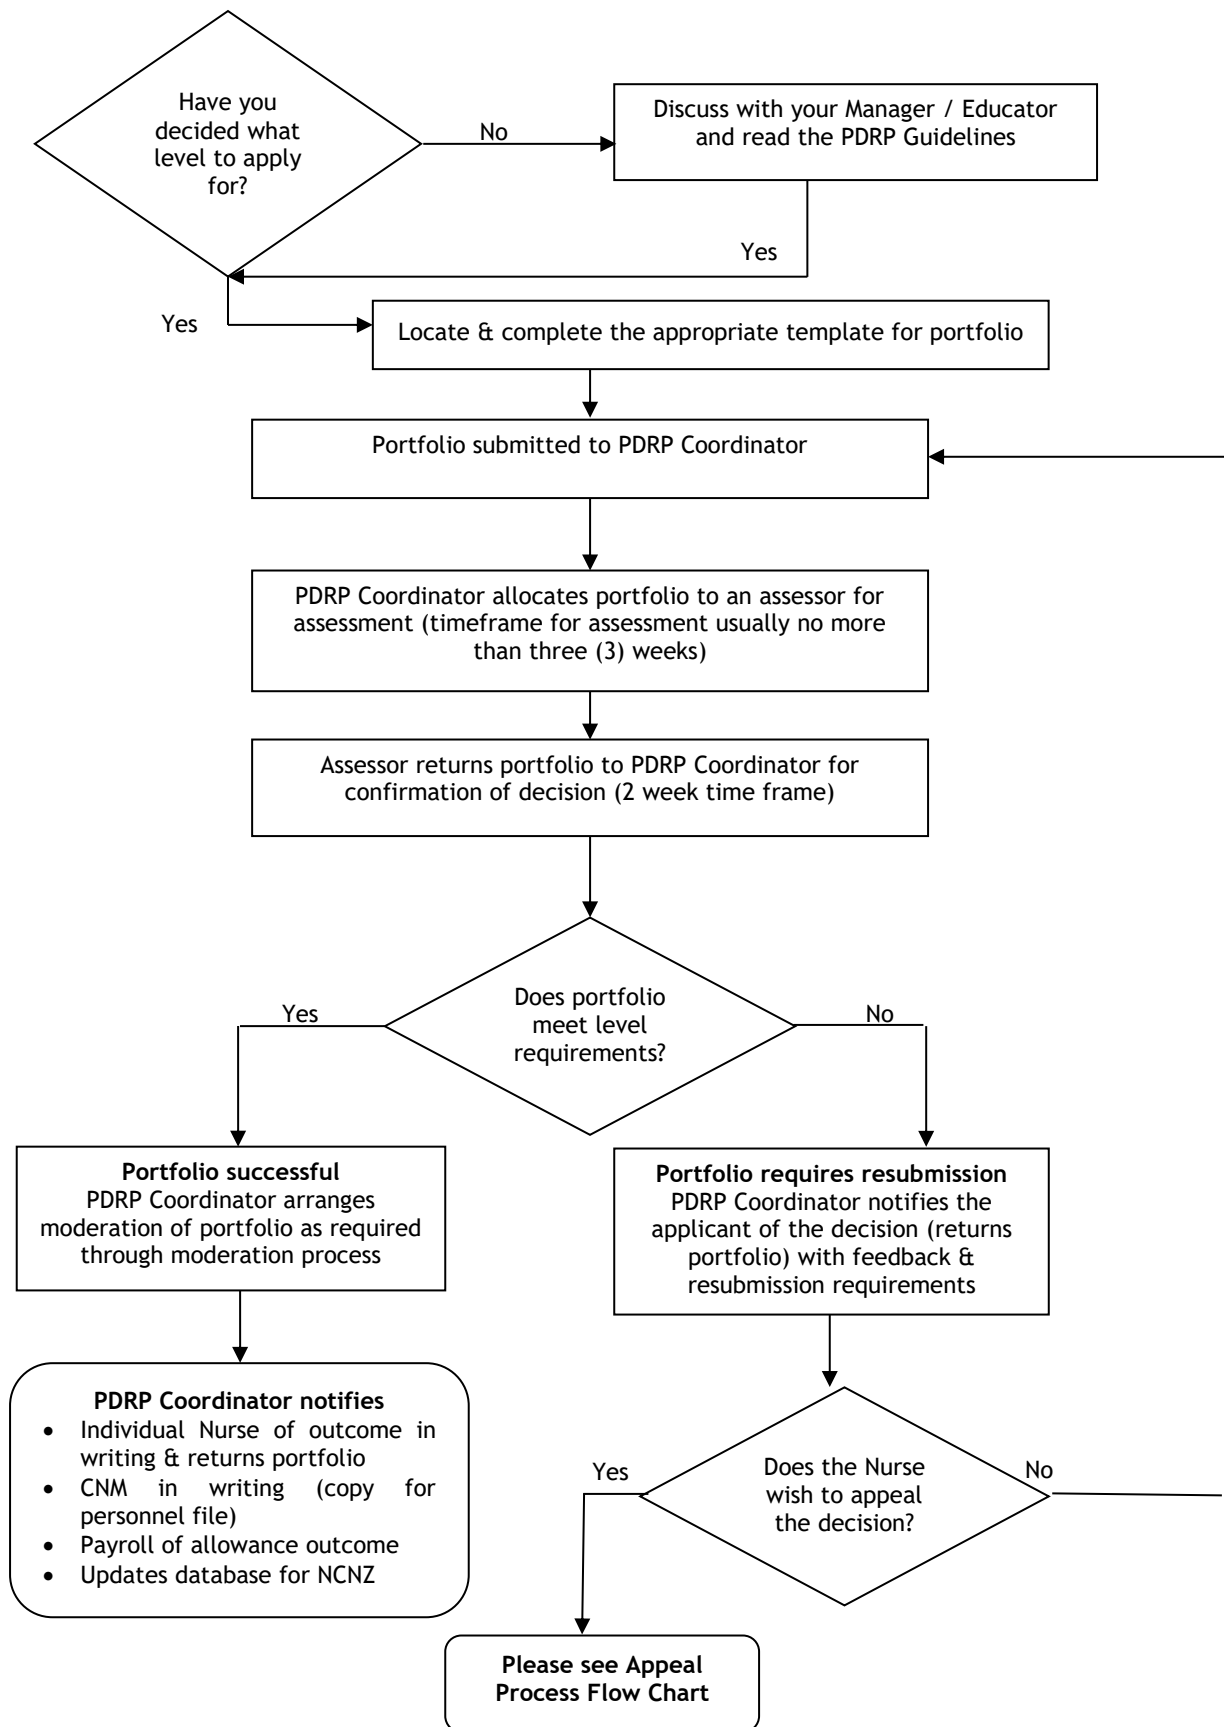 Have you
decided what
level to apply
for?
No
Discuss with your Manager / Educator
and read the PDRP Guidelines
Yes
Yes
Locate & complete the appropriate template for portfolio
Portfolio submitted to PDRP Coordinator
PDRP Coordinator allocates portfolio to an assessor for
assessment (timeframe for assessment usually no more
than three (3) weeks)
Assessor returns portfolio to PDRP Coordinator for
confirmation of decision (2 week time frame)
Does portfolio
meet level
requirements?
Yes
No
Portfolio successful
PDRP Coordinator arranges
moderation of portfolio as required
through moderation process
Portfolio requires resubmission
PDRP Coordinator notifies the
applicant of the decision (returns
portfolio) with feedback &
resubmission requirements
PDRP Coordinator notifies
• Individual Nurse of outcome in
writing & returns portfolio
• CNM in writing (copy for
personnel file)
• Payroll of allowance outcome
• Updates database for NCNZ
Does the Nurse
wish to appeal
the decision?
Yes
No
Please see Appeal
Process Flow Chart